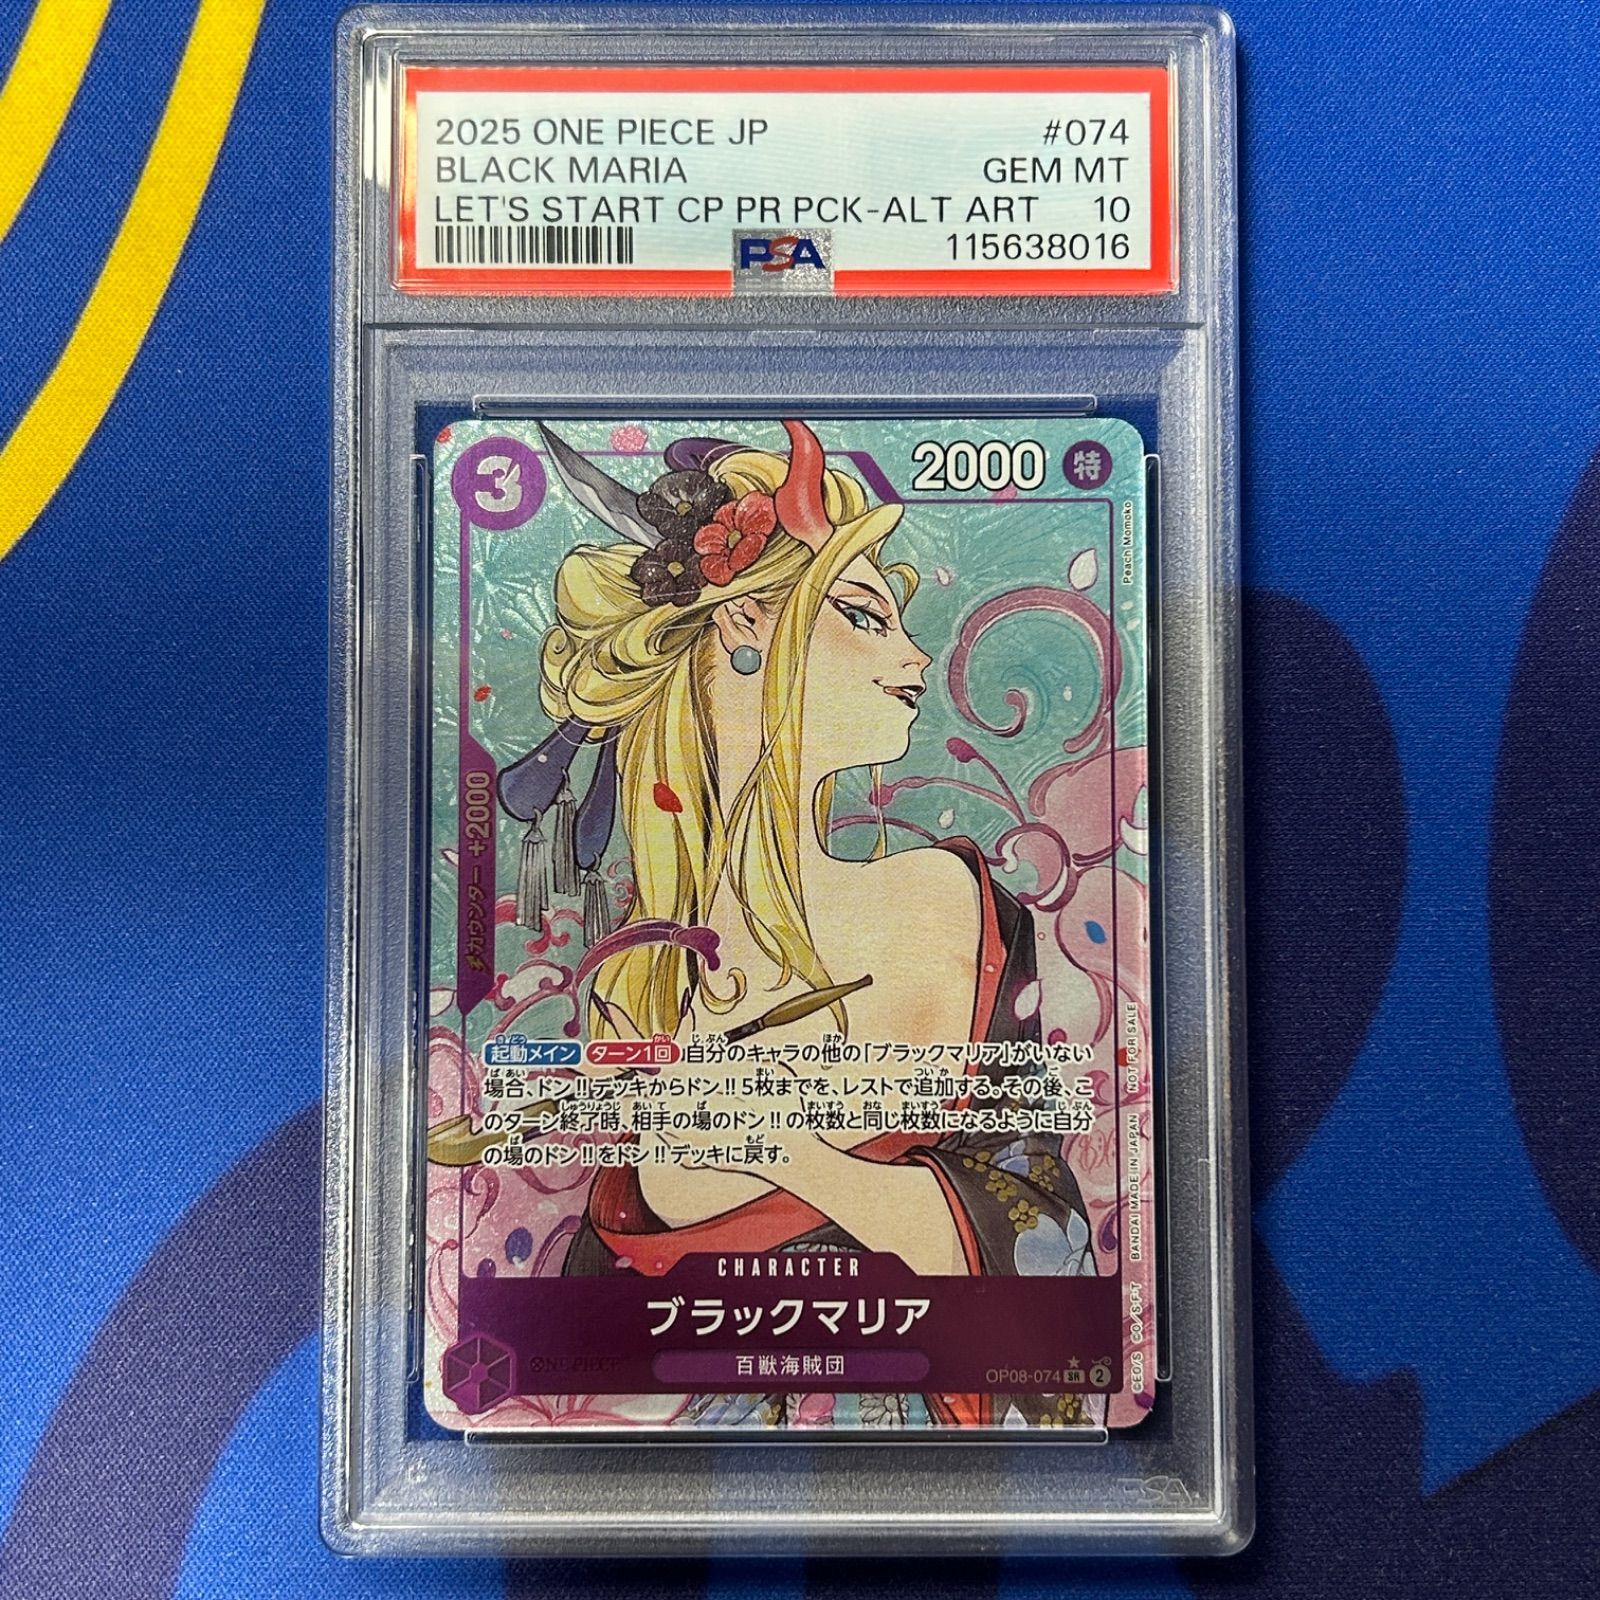 2025 ONE PIECE JP #074
BLACK MARIA GEM MT
LET'S START CP PR PCK-ALT ART 10
PSA 115638016
3
2000 特
Peach Momoko
カウンター +2000
起動メイン ターン1回 自分のキャラの他の「ブラックマリア」がいない
場合、ドン!!デッキからドン!!5枚までを、レストで追加する。その後、こ
のターン終了時、相手の場のドン!!の枚数と同じ枚数になるように自分
の場のドン!!をドン!!デッキに戻す。
©EO/S ©O/S・F・T BANDAI MADE IN JAPAN NOT FOR SALE
CHARACTER
ブラックマリア
百獣海賊団
ONE PIECE
OP08-074 SR 2
PSA